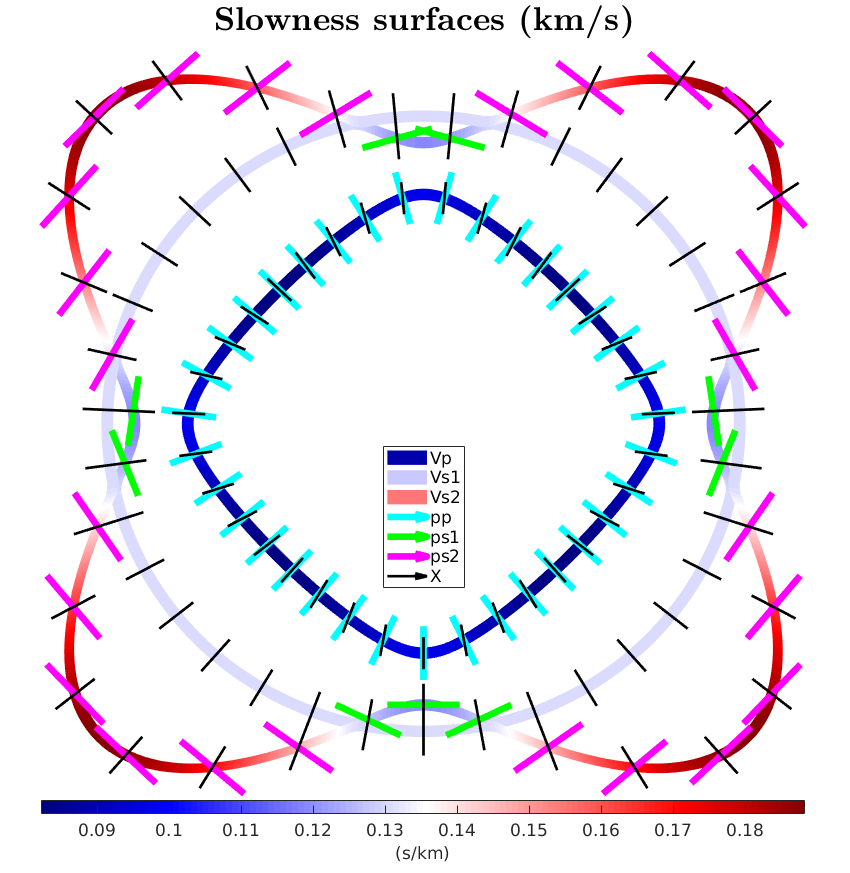 Slowness surfaces (km/s)
Vp
Vs1
Vs2
pp
ps1
ps2
X
0.09 0.1 0.11 0.12 0.13 0.14 0.15 0.16 0.17 0.18
(s/km)